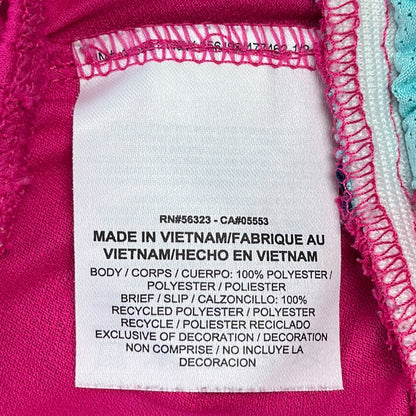 RN#56323 - CA#05553
MADE IN VIETNAM/FABRIQUE AU
VIETNAM/HECHO EN VIETNAM
BODY / CORPS / CUERPO: 100% POLYESTER /
POLYESTER / POLIESTER
BRIEF / SLIP / CALZONCILLO: 100%
RECYCLED POLYESTER / POLYESTER
RECYCLE / POLIESTER RECICLADO
EXCLUSIVE OF DECORATION / DECORATION
NON COMPRISE / NO INCLUYE LA
DECORACION